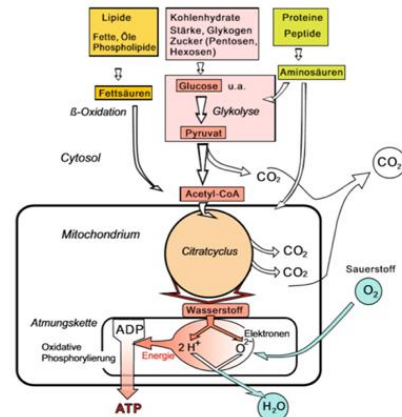 Lipide
Fette, Öle
Phospholipide
Kohlenhydrate
Stärke, Glykogen
Zucker (Pentosen,
Hexosen)
Proteine
Peptide
Fettsäuren
Glucose u.a.
Aminosäuren
ß-Oxidation
Glykolyse
Pyruvat
Cytosol
CO2
CO2
Acetyl-CoA
Mitochondrium
Citratcyclus
CO2
CO2
Sauerstoff
O2
Wasserstoff
Atmungskette
ADP
Elektronen
Oxidative
Phosphorylierung
Energie
2 H+
O2-
ATP
H2O